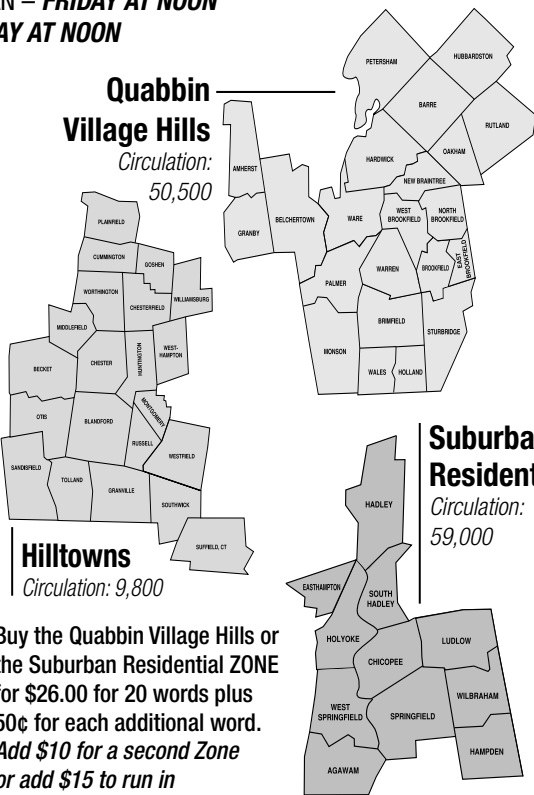 N – FRIDAY AT NOON
AY AT NOON
Quabbin
Village Hills
Circulation:
50,500
PETERSHAM
HUBBARDSTON
BARRE
RUTLAND
OAKHAM
HARDWICK
NEW BRAINTREE
AMHERST
BELCHERTOWN
GRANBY
WARE
WEST
BROOKFIELD
NORTH
BROOKFIELD
EAST
BROOKFIELD
BROOKFIELD
WARREN
PALMER
BRIMFIELD
STURBRIDGE
MONSON
WALES
HOLLAND
PLAINFIELD
CUMMINGTON
GOSHEN
WORTHINGTON
CHESTERFIELD
WILLIAMSBURG
MIDDLEFIELD
HUNTINGTON
WEST-
HAMPTON
BECKET
CHESTER
MONTGOMERY
OTIS
BLANDFORD
RUSSELL
WESTFIELD
SANDISFIELD
TOLLAND
GRANVILLE
SOUTHWICK
SUFFIELD, CT
Hilltowns
Circulation: 9,800
Suburba
Resident
Circulation:
59,000
HADLEY
EASTHAMPTON
SOUTH
HADLEY
HOLYOKE
CHICOPEE
LUDLOW
WEST
SPRINGFIELD
SPRINGFIELD
WILBRAHAM
HAMPDEN
AGAWAM
Buy the Quabbin Village Hills or
the Suburban Residential ZONE
for $26.00 for 20 words plus
50¢ for each additional word.
Add $10 for a second Zone
or add $15 to run in